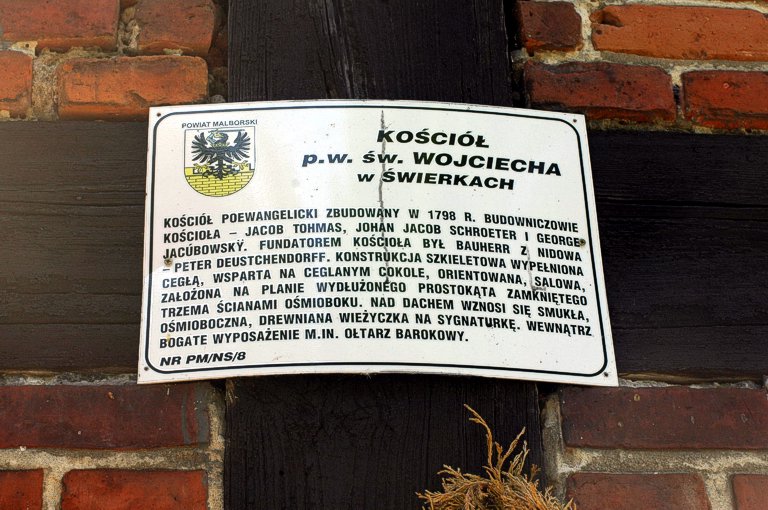 POWIAT MALBORSKI
KOŚCIÓŁ
p.w. św. WOJCIECHA
w ŚWIERKACH
KOŚCIÓŁ POEWANGELICKI ZBUDOWANY W 1798 R. BUDOWNICZOWIE
KOŚCIOŁA – JACOB TOHMAS, JOHAN JACOB SCHROETER I GEORGE
JACÚBOWSKY. FUNDATOREM KOŚCIOŁA BYŁ BAUHERR Z NIDOWA
– PETER DEUSTCHENDORFF. KONSTRUKCJA SZKIELETOWA WYPEŁNIONA
CEGŁĄ, WSPARTA NA CEGLANYM COKOLE, ORIENTOWANA, SALOWA,
ZAŁOŻONA NA PLANIE WYDŁUŻONEGO PROSTOKĄTA ZAMKNIĘTEGO
TRZEMA ŚCIANAMI OŚMIOBOKU. NAD DACHEM WZNOSI SIĘ SMUKŁA,
OŚMIOBOCZNA, DREWNIANA WIEŻYCZKA NA SYGNATURKĘ. WEWNĄTRZ
BOGATE WYPOSAŻENIE M.IN. OŁTARZ BAROKOWY.
NR PM/NS/8